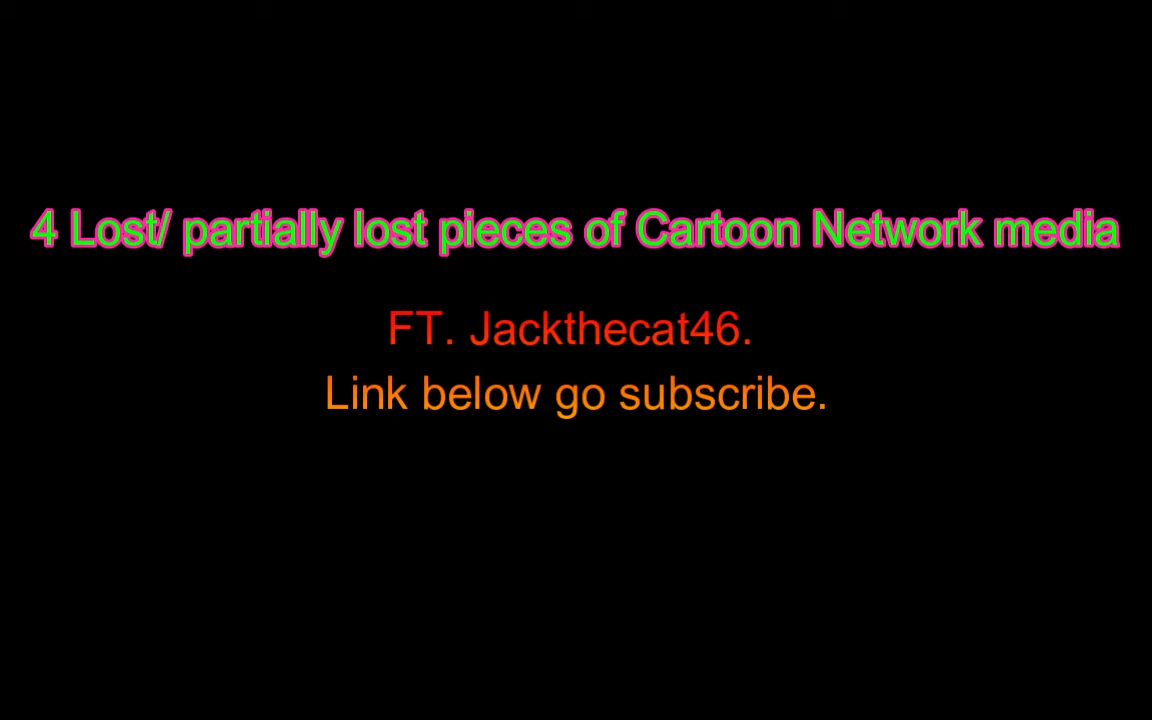 4 Lost/ partially lost pieces of Cartoon Network media
FT. Jackthecat46.
Link below go subscribe.